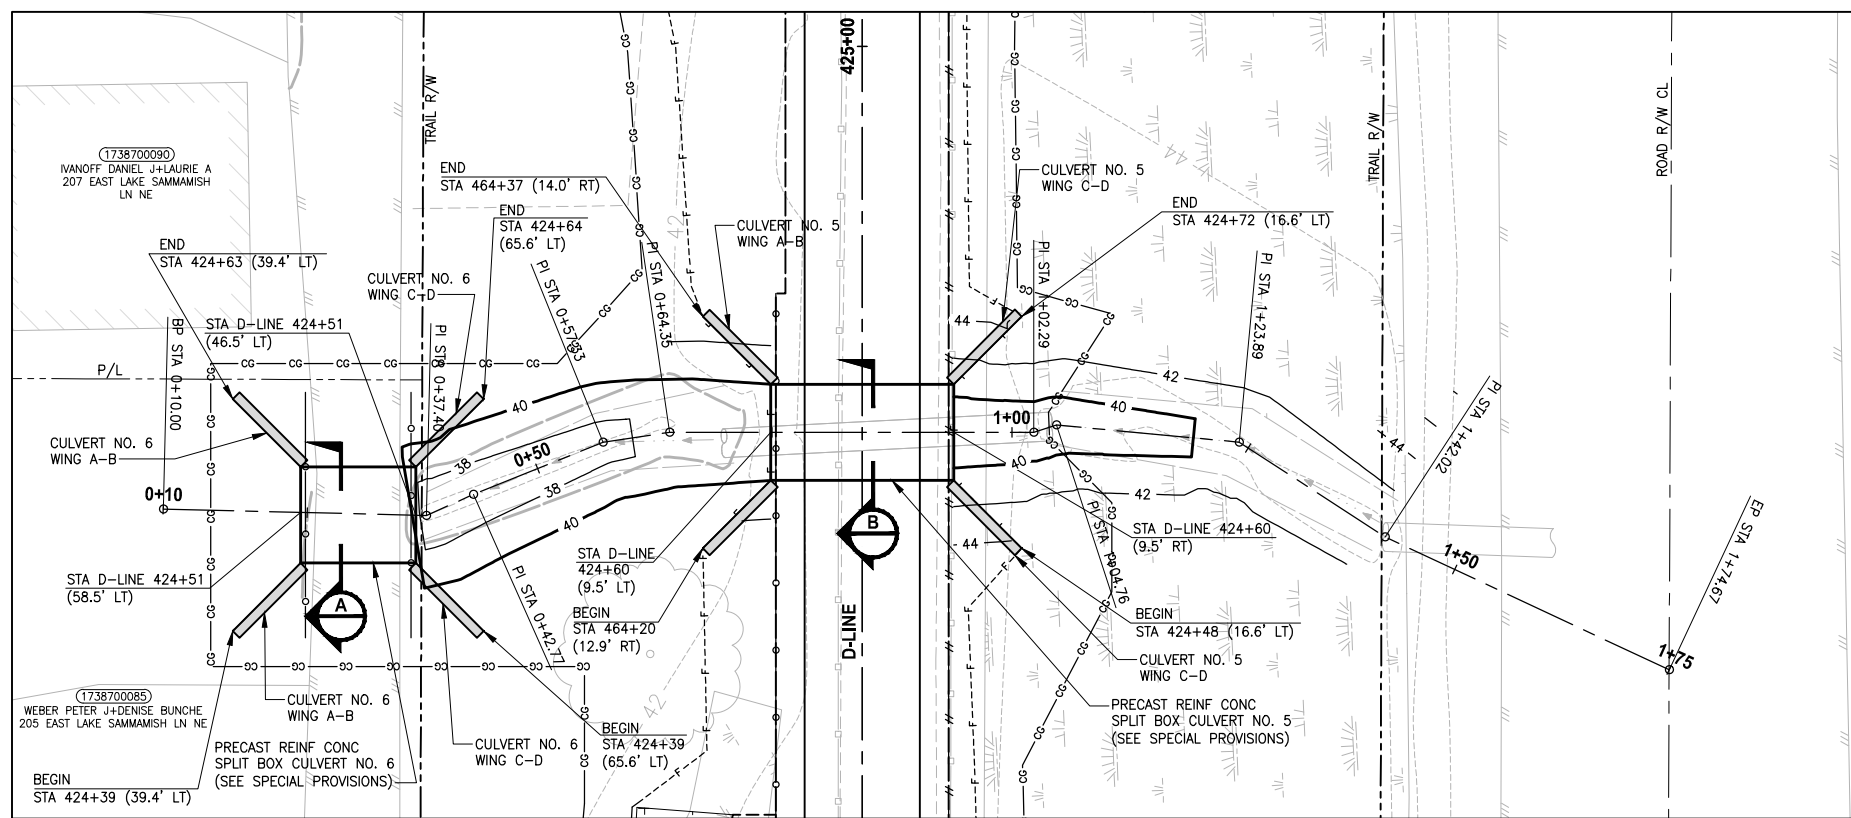 425+00
TRAIL R/W
TRAIL R/W
ROAD R/W CL
1738700090
IVANOFF DANIEL J+LAURIE A
207 EAST LAKE SAMMAMISH
LN NE
END
STA 464+37 (14.0' RT)
CULVERT NO. 5
WING C-D
END
STA 424+64
(65.6' LT)
CULVERT NO. 5
WING A-B
END
STA 424+72 (16.6' LT)
END
STA 424+63 (39.4' LT)
CULVERT NO. 6
WING C-D
STA D-LINE 424+51
(46.5' LT)
BP STA 0+10.00
PI STA 0+37.40
PI STA 0+57.33
PI STA 0+64.35
PI STA 1+02.29
PI STA 1+23.89
PI STA 1+42.02
EP STA 1+74.67
P/L
44
42
42
44
42
40
40
1+00
44
CULVERT NO. 6
WING A-B
0+10
38
0+50
38
40
40
42
44
B
STA D-LINE 424+60
(9.5' RT)
1+50
1+75
STA D-LINE 424+51
(58.5' LT)
A
STA D-LINE
424+60
(9.5' LT)
PI STA 0+42.77
PI STA 1+04.76
BEGIN
STA 464+20
(12.9' RT)
D-LINE
BEGIN
STA 424+48 (16.6' LT)
CULVERT NO. 5
WING C-D
1738700085
WEBER PETER J+DENISE BUNCHE
205 EAST LAKE SAMMAMISH LN NE
CULVERT NO. 6
WING A-B
42
PRECAST REINF CONC
SPLIT BOX CULVERT NO. 5
(SEE SPECIAL PROVISIONS)
BEGIN
STA 424+39
(65.6' LT)
CULVERT NO. 6
WING C-D
PRECAST REINF CONC
SPLIT BOX CULVERT NO. 6
(SEE SPECIAL PROVISIONS)
BEGIN
STA 424+39 (39.4' LT)